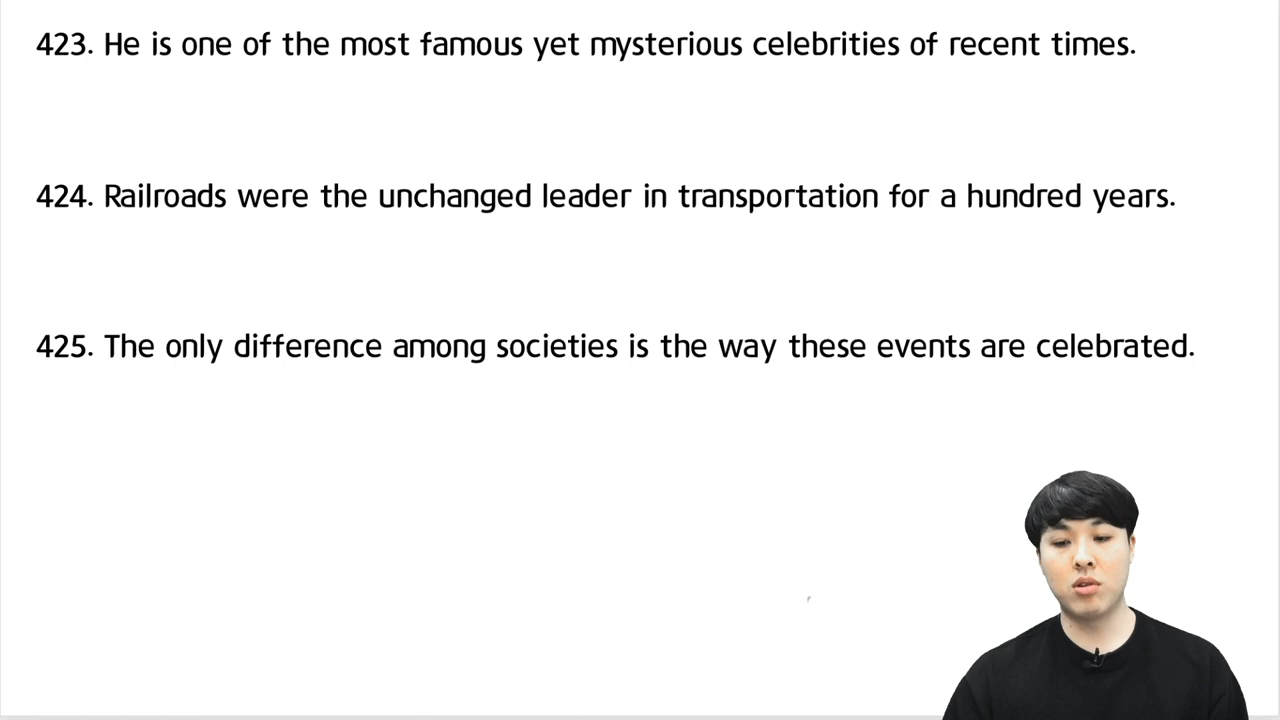 423. He is one of the most famous yet mysterious celebrities of recent times.
424. Railroads were the unchanged leader in transportation for a hundred years.
425. The only difference among societies is the way these events are celebrated.